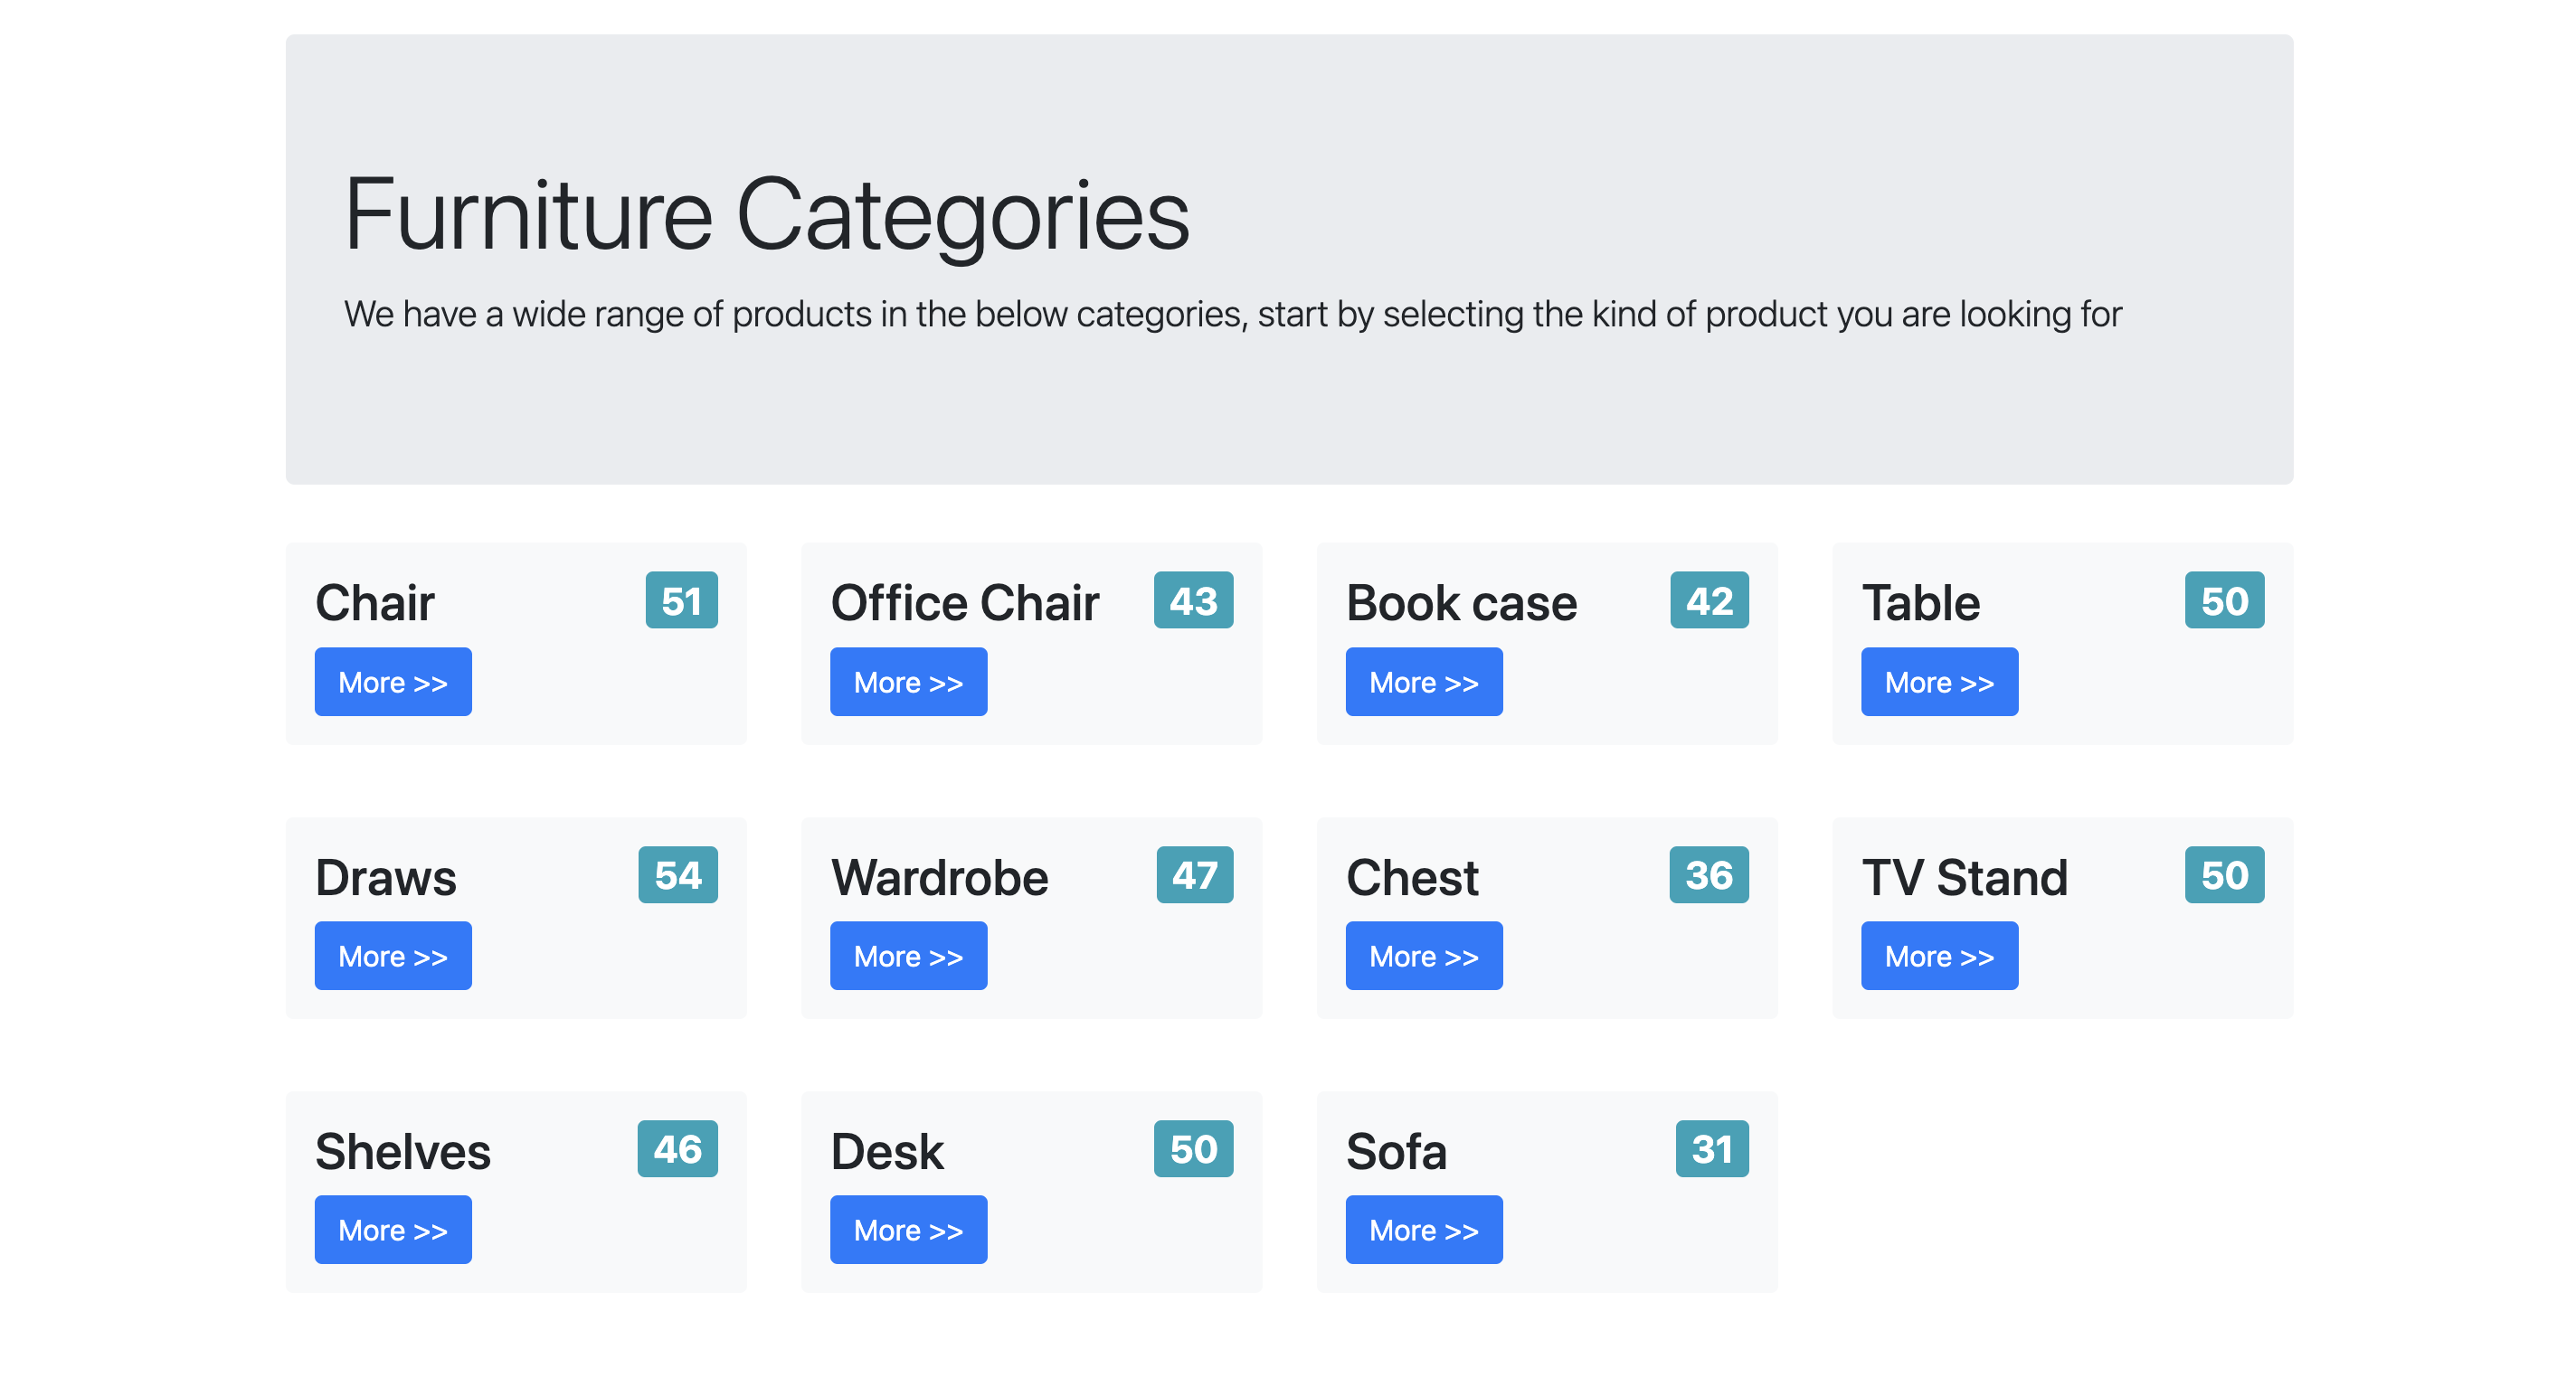 Furniture Categories
We have a wide range of products in the below categories, start by selecting the kind of product you are looking for
Chair 51
More >>
Office Chair 43
More >>
Book case 42
More >>
Table 50
More >>
Draws 54
More >>
Wardrobe 47
More >>
Chest 36
More >>
TV Stand 50
More >>
Shelves 46
More >>
Desk 50
More >>
Sofa 31
More >>